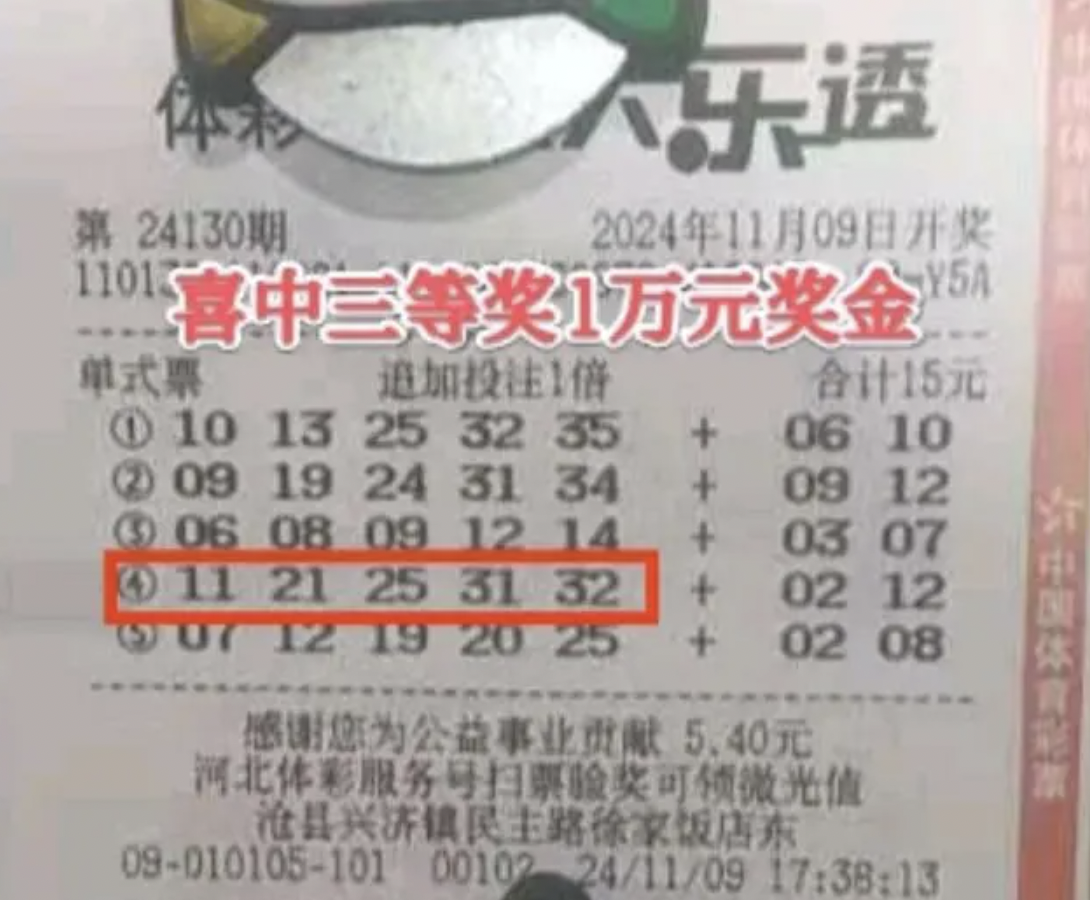 体彩 乐透
第 24130期 2024年11月09日开奖
喜中三等奖1万元奖金
单式票 追加投注1倍 合计15元
① 10 13 25 32 35 + 06 10
② 09 19 24 31 34 + 09 12
③ 06 08 09 12 14 + 03 07
④ 11 21 25 31 32 + 02 12
⑤ 07 12 19 20 25 + 02 08
感谢您为公益事业贡献 5.40元
河北体彩服务号扫票验奖可领微光值
沧县兴济镇民主路徐家饭店东
09-010105-101 00102 24/11/09 17:38:13
中国体育彩票